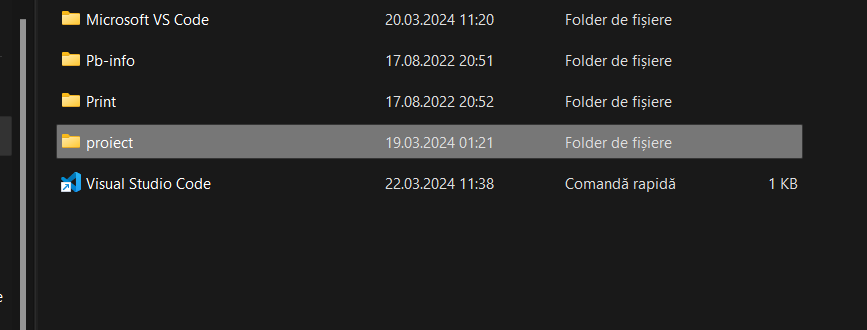 Microsoft VS Code 20.03.2024 11:20 Folder de fișiere
Pb-info 17.08.2022 20:51 Folder de fișiere
Print 17.08.2022 20:52 Folder de fișiere
proiect 19.03.2024 01:21 Folder de fișiere
Visual Studio Code 22.03.2024 11:38 Comandă rapidă 1 KB
e